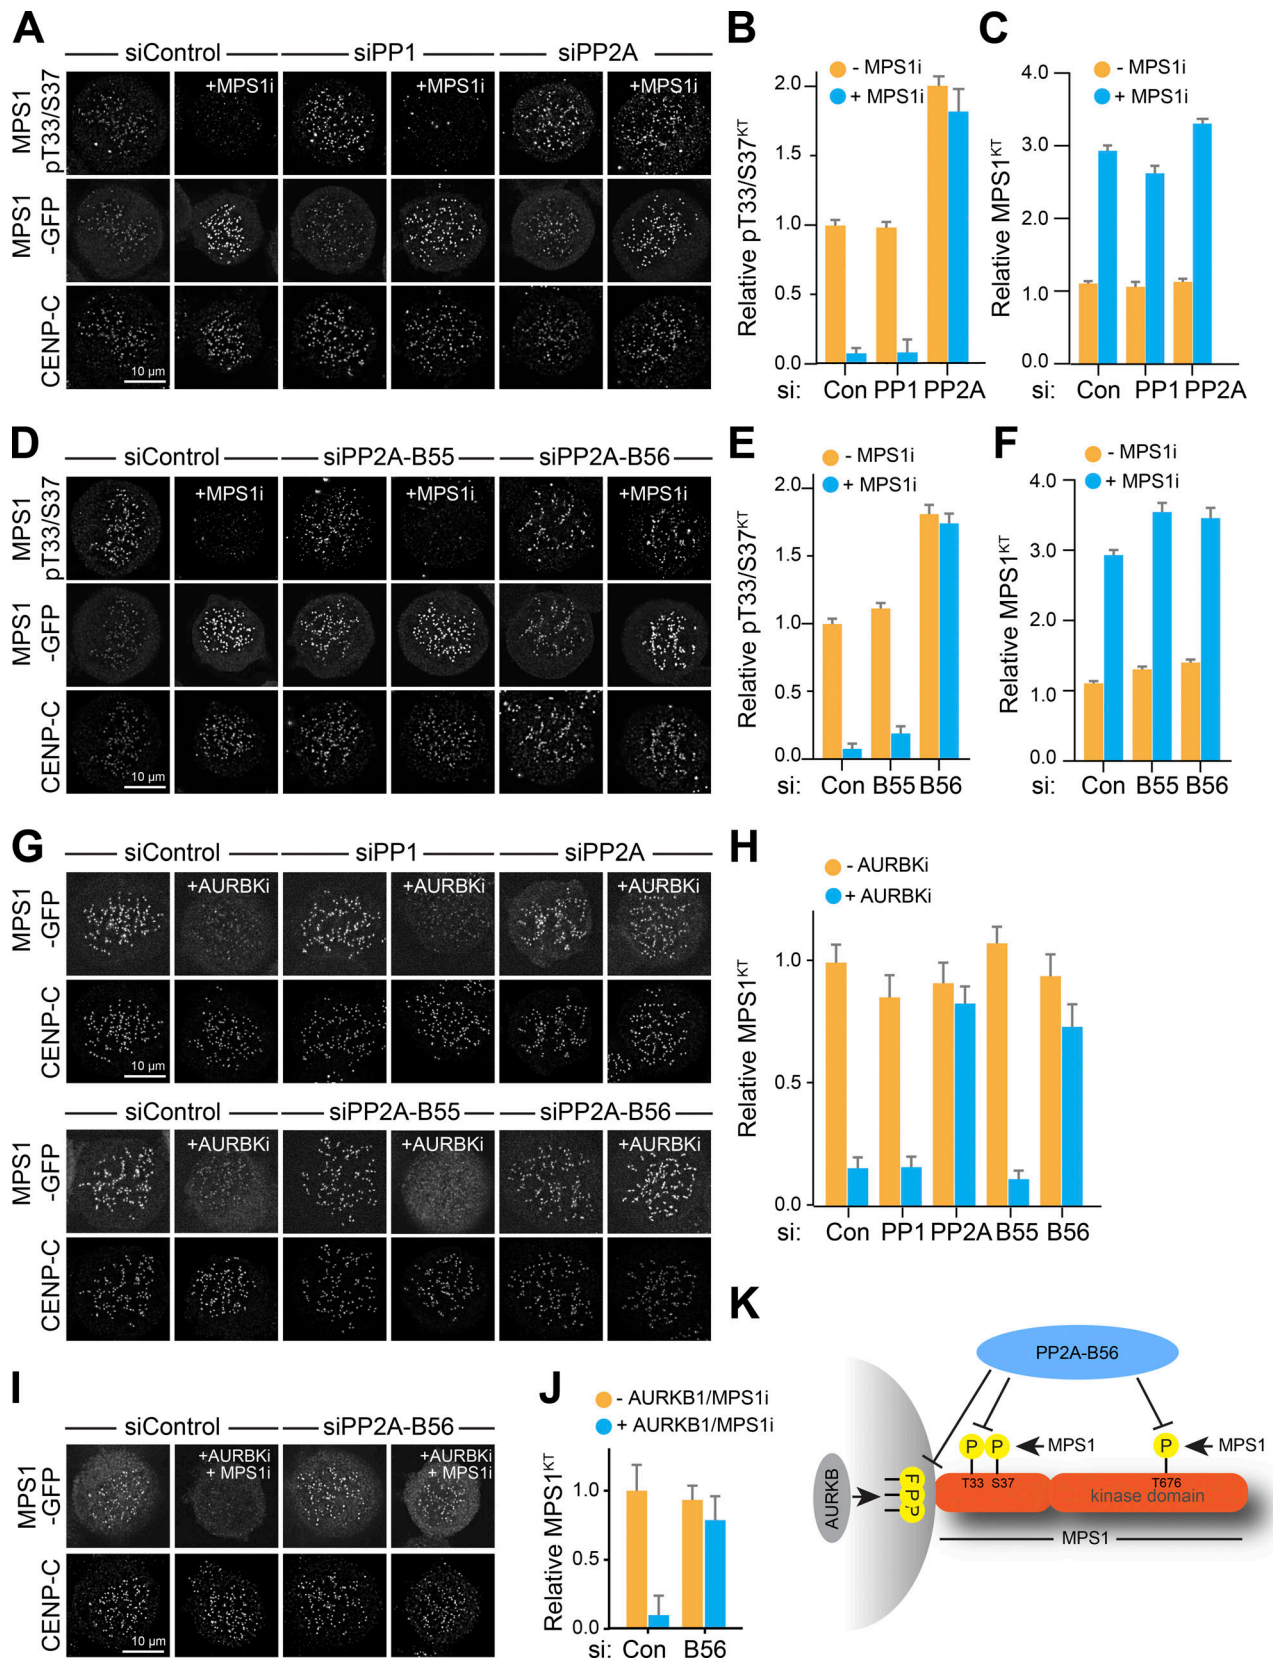 A
siControl
siPP1
siPP2A
MPS1
pT33/S37
+MPS1i
+MPS1i
+MPS1i
MPS1
-GFP
CENP-C
10 µm
B
- MPS1i
+ MPS1i
Relative pT33/S37KT
2.0
1.5
1.0
0.5
0.0
si: Con PP1 PP2A
C
- MPS1i
+ MPS1i
Relative MPS1KT
4.0
3.0
4.0
2.0
1.0
0.0
si: Con PP1 PP2A
D
siControl
siPP2A-B55
siPP2A-B56
MPS1
pT33/S37
+MPS1i
+MPS1i
+MPS1i
MPS1
-GFP
CENP-C
10 µm
E
- MPS1i
+ MPS1i
Relative pT33/S37KT
2.0
1.5
1.0
0.5
0.0
si: Con B55 B56
F
- MPS1i
+ MPS1i
Relative MPS1KT
4.0
3.0
2.0
1.0
0.0
si: Con B55 B56
G
siControl
siPP1
siPP2A
MPS1
-GFP
+AURBKi
+AURBKi
+AURBKi
CENP-C
10 µm
siControl
siPP2A-B55
siPP2A-B56
MPS1
-GFP
+AURBKi
+AURBKi
+AURBKi
CENP-C
H
- AURBKi
+ AURBKi
Relative MPS1KT
1.0
0.5
0.0
si: Con PP1 PP2A B55 B56
I
siControl
siPP2A-B56
MPS1
-GFP
+AURBKi
+ MPS1i
+AURBKi
+ MPS1i
CENP-C
10 µm
J
- AURKB1/MPS1i
+ AURKB1/MPS1i
Relative MPS1KT
1.0
0.5
0.0
si: Con B56
K
PP2A-B56
P P
MPS1
P
MPS1
T33 S37
T676
kinase domain
AURKB
P
MPS1